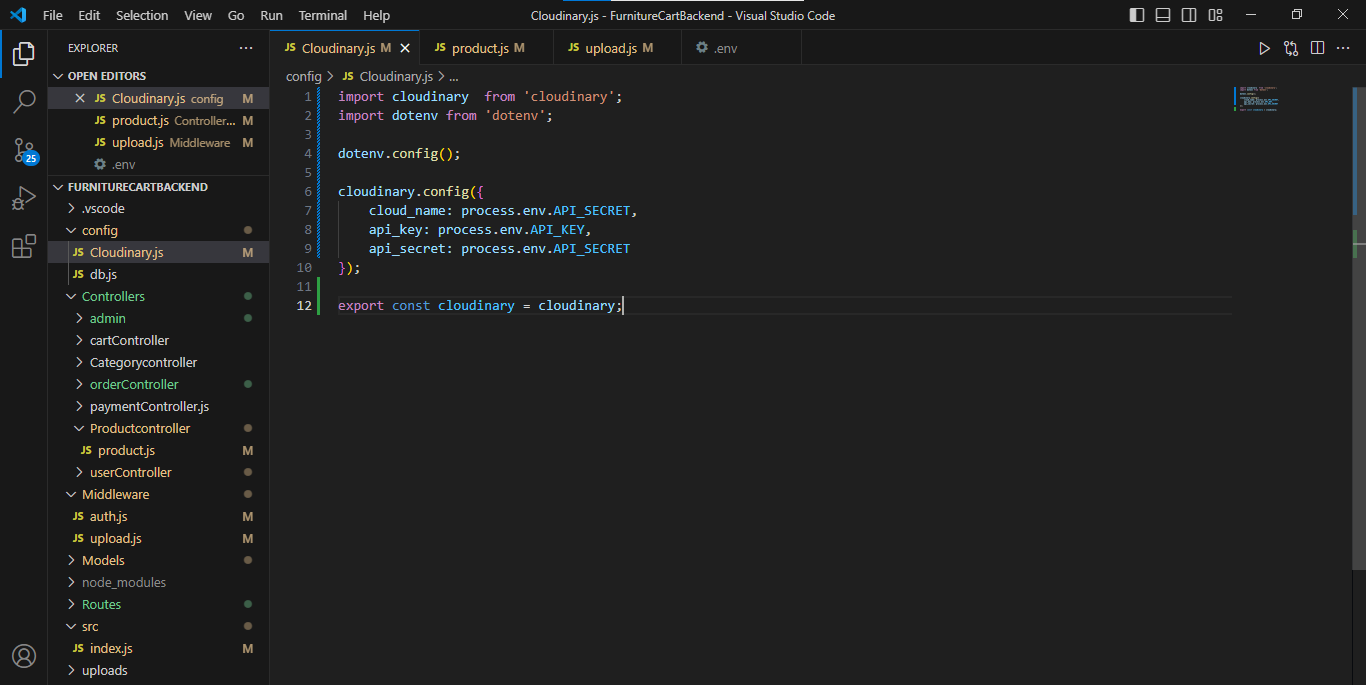 File Edit Selection View Go Run Terminal Help
Cloudinary.js - FurnitureCartBackend - Visual Studio Code
EXPLORER
OPEN EDITORS
JS Cloudinary.js config M
JS product.js Controller... M
JS upload.js Middleware M
.env
FURNITURECARTBACKEND
.vscode
config
JS Cloudinary.js M
JS db.js
Controllers
admin
cartController
Categorycontroller
orderController
paymentController.js
Productcontroller
JS product.js M
userController
Middleware
JS auth.js M
JS upload.js M
Models
node_modules
Routes
src
JS index.js M
uploads
25
JS Cloudinary.js M
JS product.js M
JS upload.js M
.env
config > JS Cloudinary.js > ...
1 import cloudinary  from 'cloudinary';
2 import dotenv from 'dotenv';
3
4 dotenv.config();
5
6 cloudinary.config({
7     cloud_name: process.env.API_SECRET,
8     api_key: process.env.API_KEY,
9     api_secret: process.env.API_SECRET
10 });
11
12 export const cloudinary = cloudinary;